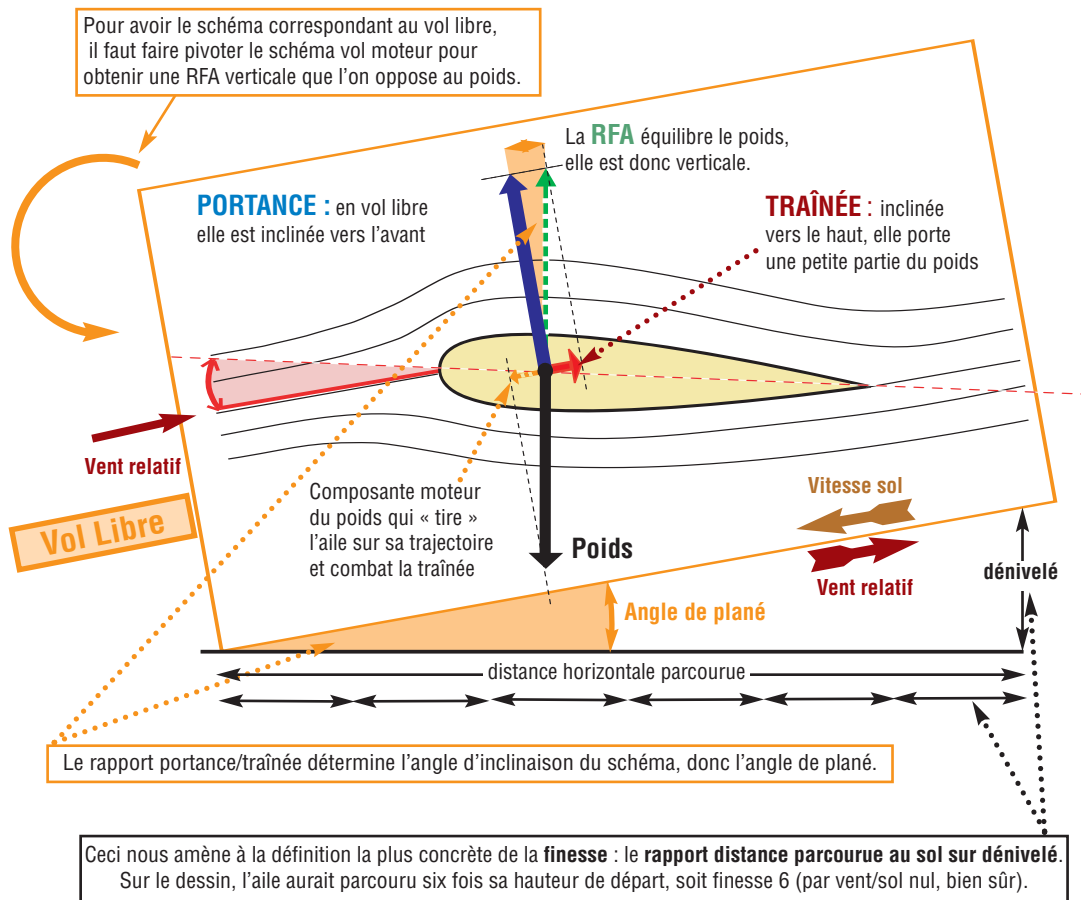 Pour avoir le schéma correspondant au vol libre,
il faut faire pivoter le schéma vol moteur pour
obtenir une RFA verticale que l'on oppose au poids.
La RFA équilibre le poids,
elle est donc verticale.
PORTANCE : en vol libre
elle est inclinée vers l'avant
TRAÎNÉE : inclinée
vers le haut, elle porte
une petite partie du poids
Vent relatif
Vol Libre
Composante moteur
du poids qui « tire »
l'aile sur sa trajectoire
et combat la traînée
Poids
Vitesse sol
Vent relatif
dénivelé
Angle de plané
distance horizontale parcourue
Le rapport portance/traînée détermine l'angle d'inclinaison du schéma, donc l'angle de plané.
Ceci nous amène à la définition la plus concrète de la finesse : le rapport distance parcourue au sol sur dénivelé.
Sur le dessin, l'aile aurait parcouru six fois sa hauteur de départ, soit finesse 6 (par vent/sol nul, bien sûr).